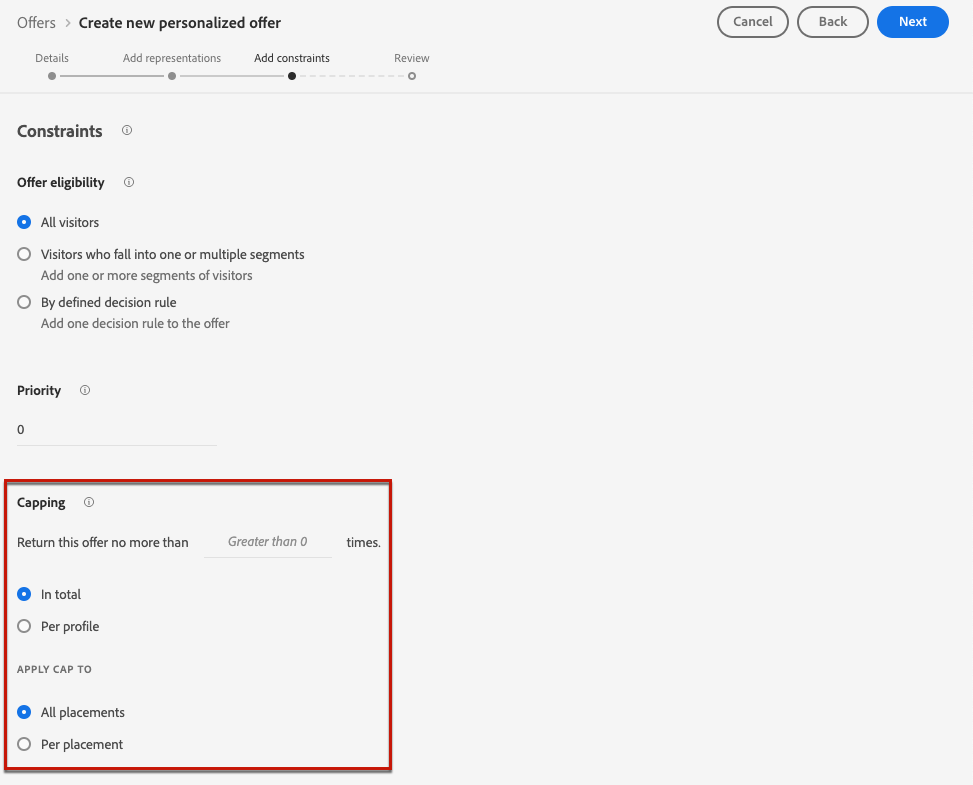 Offers > Create new personalized offer
Cancel
Back
Next
Details
Add representations
Add constraints
Review
Constraints
Offer eligibility
All visitors
Visitors who fall into one or multiple segments
Add one or more segments of visitors
By defined decision rule
Add one decision rule to the offer
Priority
0
Capping
Return this offer no more than Greater than 0 times.
In total
Per profile
APPLY CAP TO
All placements
Per placement